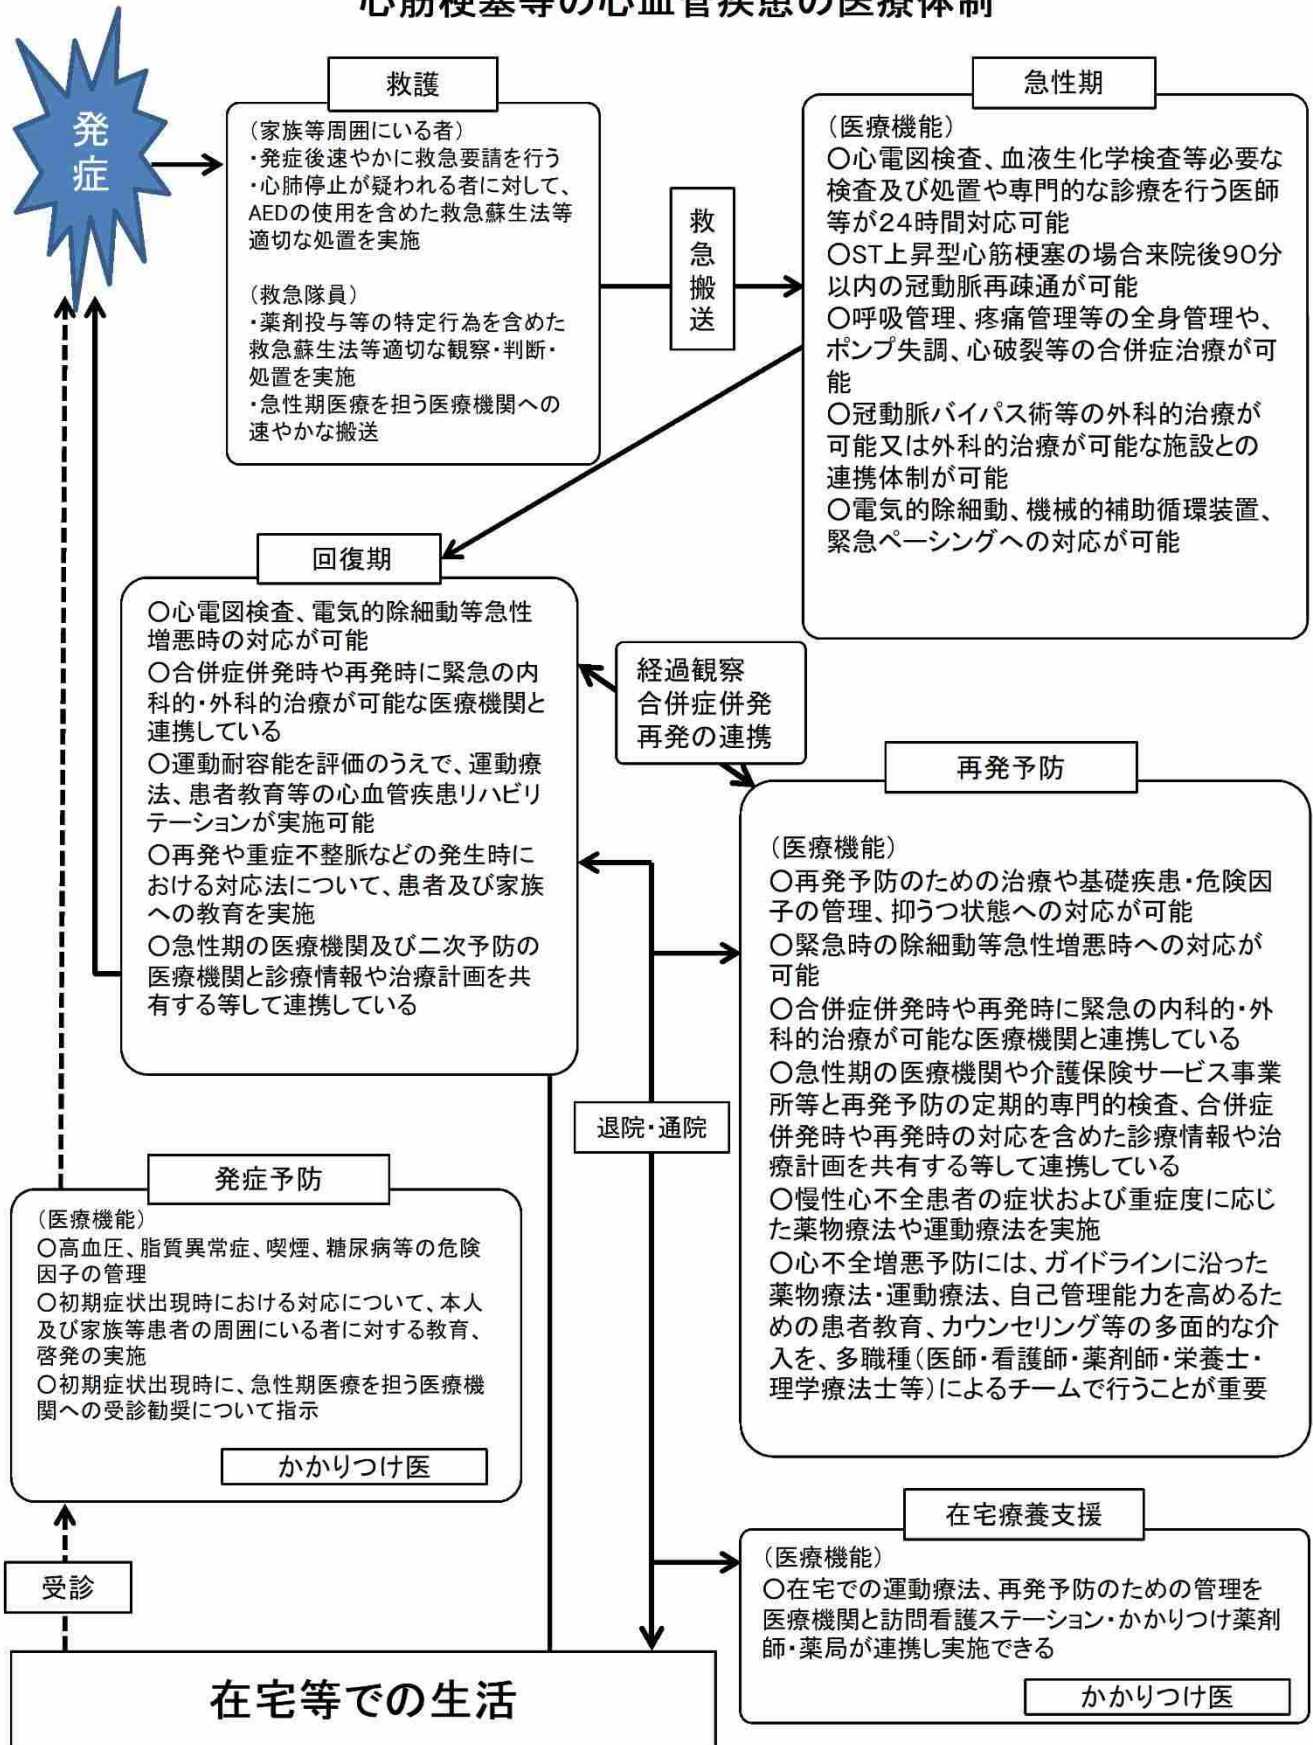 心筋梗塞等の心血管疾患の医療体制
発
症
救護
（家族等周囲にいる者）
・発症後速やかに救急要請を行う
・心肺停止が疑われる者に対して、
AEDの使用を含めた救急蘇生法等
適切な処置を実施
（救急隊員）
・薬剤投与等の特定行為を含めた
救急蘇生法等適切な観察・判断・
処置を実施
・急性期医療を担う医療機関への
速やかな搬送
救
急
搬
送
急性期
（医療機能）
○心電図検査、血液生化学検査等必要な
検査及び処置や専門的な診療を行う医師
等が24時間対応可能
○ST上昇型心筋梗塞の場合来院後90分
以内の冠動脈再疎通が可能
○呼吸管理、疼痛管理等の全身管理や、
ポンプ失調、心破裂等の合併症治療が可
能
○冠動脈バイパス術等の外科的治療が
可能又は外科的治療が可能な施設との
連携体制が可能
○電気的除細動、機械的補助循環装置、
緊急ペーシングへの対応が可能
回復期
○心電図検査、電気的除細動等急性
増悪時の対応が可能
○合併症併発時や再発時に緊急の内
科的・外科的治療が可能な医療機関と
連携している
○運動耐容能を評価のうえで、運動療
法、患者教育等の心血管疾患リハビリ
テーションが実施可能
○再発や重症不整脈などの発生時に
おける対応法について、患者及び家族
への教育を実施
○急性期の医療機関及び二次予防の
医療機関と診療情報や治療計画を共
有する等して連携している
経過観察
合併症併発
再発の連携
再発予防
（医療機能）
○再発予防のための治療や基礎疾患・危険因
子の管理、抑うつ状態への対応が可能
○緊急時の除細動等急性増悪時への対応が
可能
○合併症併発時や再発時に緊急の内科的・外
科的治療が可能な医療機関と連携している
○急性期の医療機関や介護保険サービス事業
所等と再発予防の定期的専門的検査、合併症
併発時や再発時の対応を含めた診療情報や治
療計画を共有する等して連携している
○慢性心不全患者の症状および重症度に応じ
た薬物療法や運動療法を実施
○心不全増悪予防には、ガイドラインに沿った
薬物療法・運動療法、自己管理能力を高めるた
めの患者教育、カウンセリング等の多面的な介
入を、多職種（医師・看護師・薬剤師・栄養士・
理学療法士等）によるチームで行うことが重要
退院・通院
発症予防
（医療機能）
○高血圧、脂質異常症、喫煙、糖尿病等の危険
因子の管理
○初期症状出現時における対応について、本人
及び家族等患者の周囲にいる者に対する教育、
啓発の実施
○初期症状出現時に、急性期医療を担う医療機
関への受診勧奨について指示
かかりつけ医
受診
在宅療養支援
（医療機能）
○在宅での運動療法、再発予防のための管理を
医療機関と訪問看護ステーション・かかりつけ薬剤
師・薬局が連携し実施できる
かかりつけ医
在宅等での生活